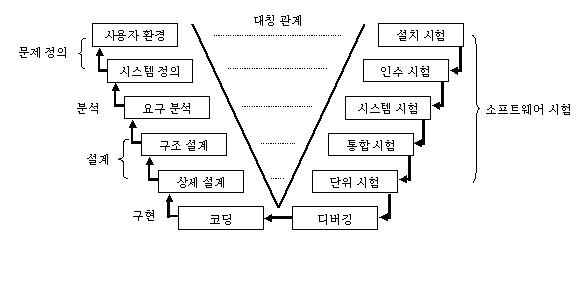 대칭 관계
사용자 환경
설치 시험
문제 정의
시스템 정의
인수 시험
분석
요구 분석
시스템 시험
소프트웨어 시험
설계
구조 설계
통합 시험
상세 설계
단위 시험
구현
코딩
디버깅